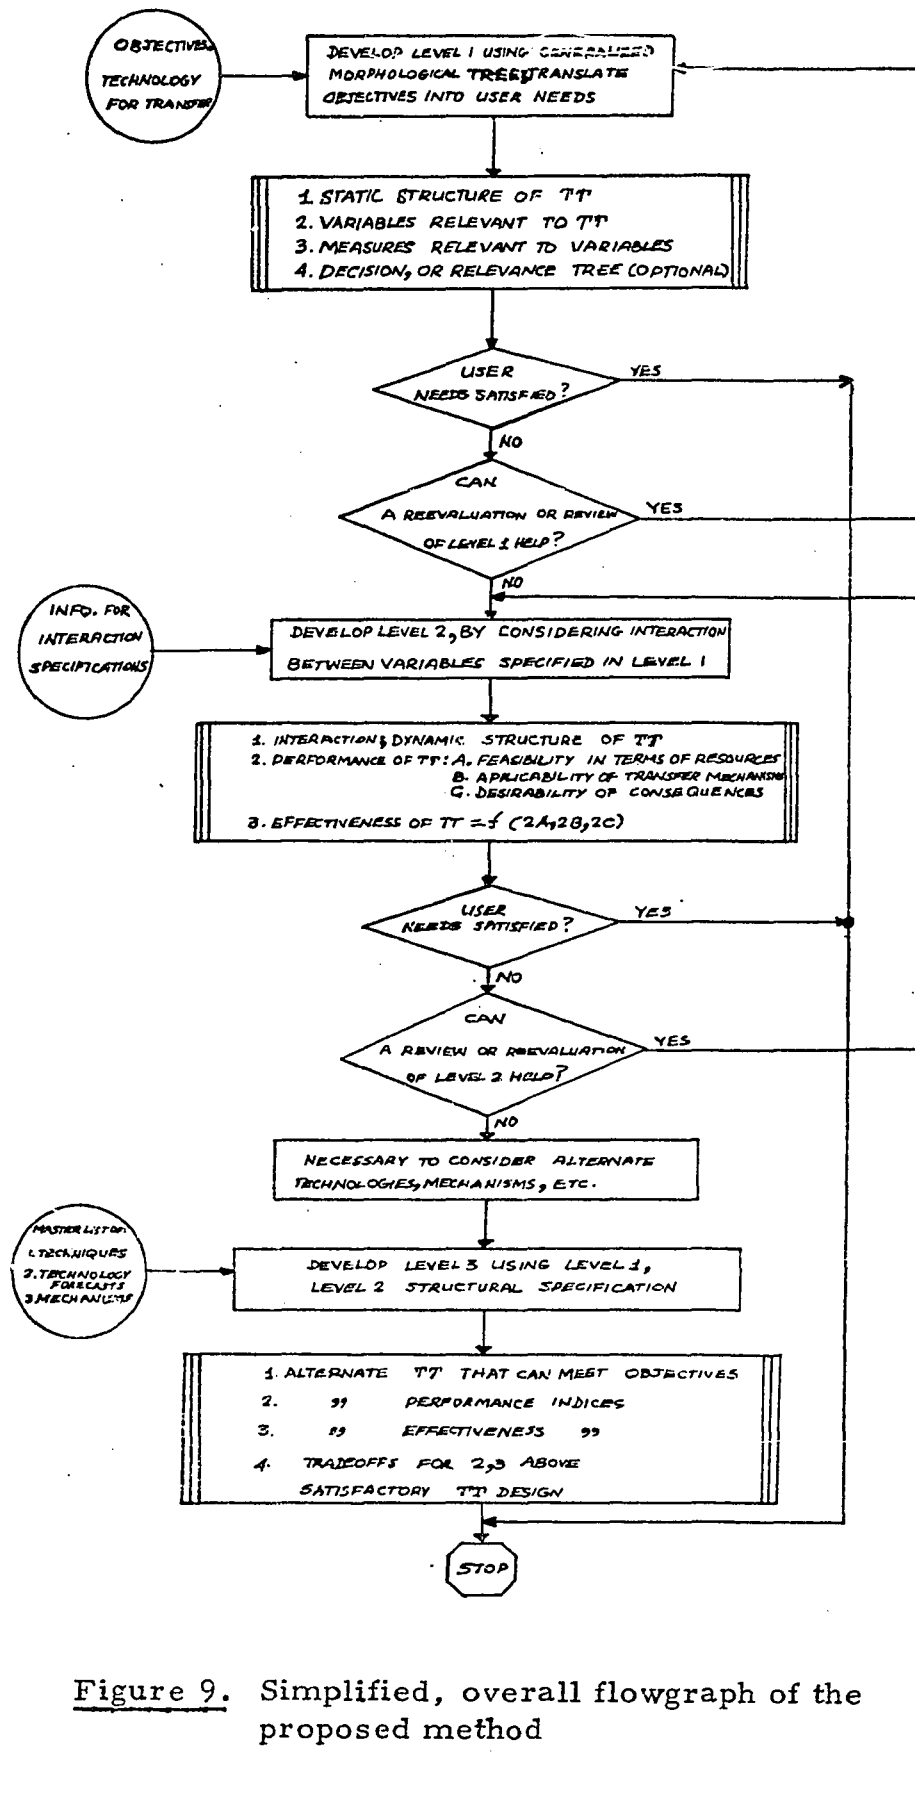 OBJECTIVES,
TECHNOLOGY
FOR TRANSFER
DEVELOP LEVEL 1 USING GENERALIZED
MORPHOLOGICAL TREE; TRANSLATE
OBJECTIVES INTO USER NEEDS
1. STATIC STRUCTURE OF TT
2. VARIABLES RELEVANT TO TT
3. MEASURES RELEVANT TO VARIABLES
4. DECISION, OR RELEVANCE TREE (OPTIONAL)
USER
NEEDS SATISFIED?
YES
NO
CAN
A REEVALUATION OR REVIEW
OF LEVEL 1 HELP?
YES
NO
INFO. FOR
INTERACTION
SPECIFICATIONS
DEVELOP LEVEL 2, BY CONSIDERING INTERACTION
BETWEEN VARIABLES SPECIFIED IN LEVEL 1
1. INTERACTION, DYNAMIC STRUCTURE OF TT
2. PERFORMANCE OF TT: A. FEASIBILITY IN TERMS OF RESOURCES
B. APPLICABILITY OF TRANSFER MECHANISM
C. DESIRABILITY OF CONSEQUENCES
3. EFFECTIVENESS OF TT = f (2A, 2B, 2C)
USER
NEEDS SATISFIED?
YES
NO
CAN
A REVIEW OR REEVALUATION
OF LEVEL 2 HELP?
YES
NO
NECESSARY TO CONSIDER ALTERNATE
TECHNOLOGIES, MECHANISMS, ETC.
MASTER LIST OF:
1. TECHNIQUES
2. TECHNOLOGY
FORECASTS
3. MECHANISMS
DEVELOP LEVEL 3 USING LEVEL 1,
LEVEL 2 STRUCTURAL SPECIFICATION
1. ALTERNATE TT THAT CAN MEET OBJECTIVES
2. " PERFORMANCE INDICES
3. " EFFECTIVENESS "
4. TRADEOFFS FOR 2,3 ABOVE
SATISFACTORY TT DESIGN
STOP
Figure 9. Simplified, overall flowgraph of the
proposed method